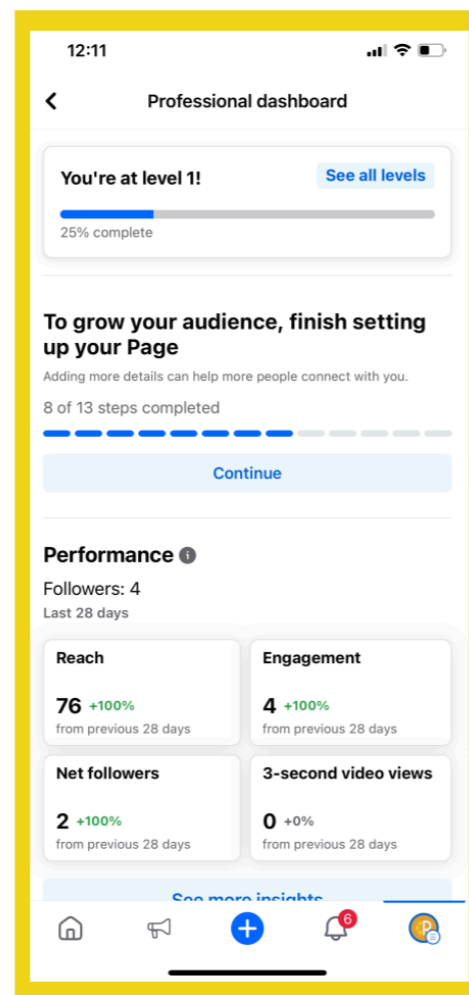 12:11
Professional dashboard
You're at level 1!
See all levels
25% complete
To grow your audience, finish setting
up your Page
Adding more details can help more people connect with you.
8 of 13 steps completed
Continue
Performance
Followers: 4
Last 28 days
Reach
76 +100%
from previous 28 days
Engagement
4 +100%
from previous 28 days
Net followers
2 +100%
from previous 28 days
3-second video views
0 +0%
from previous 28 days
See more insights
6
P